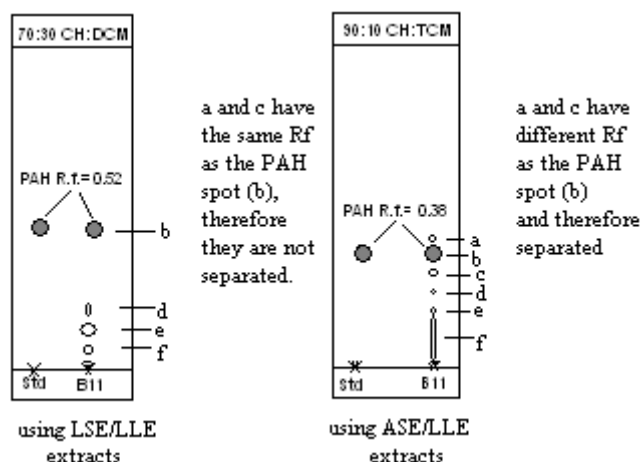 70:30 CH:DCM
PAH R.f.= 0.52
b
d
e
f
Std
B11
using LSE/LLE
extracts
a and c have
the same Rf
as the PAH
spot (b),
therefore
they are not
separated.
90:10 CH:TCM
PAH R.f.= 0.38
a
b
c
d
e
f
Std
B11
using ASE/LLE
extracts
a and c have
different Rf
as the PAH
spot (b)
and therefore
separated